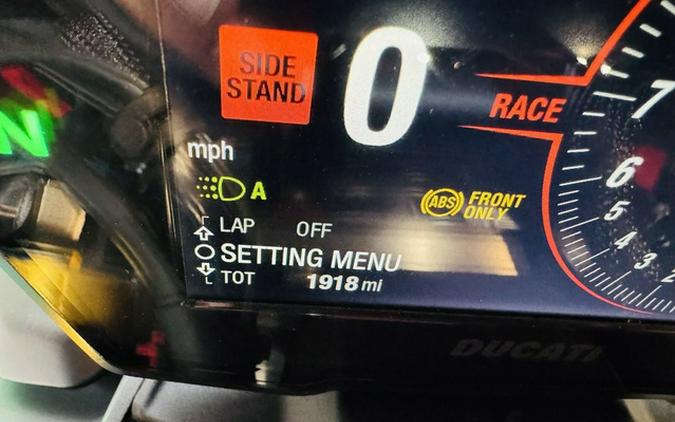 SIDE
STAND
0
mph
N
RACE
7
6
5
4
3
2
A
ABS
FRONT
ONLY
LAP OFF
SETTING MENU
TOT 1918 mi
DUCATI